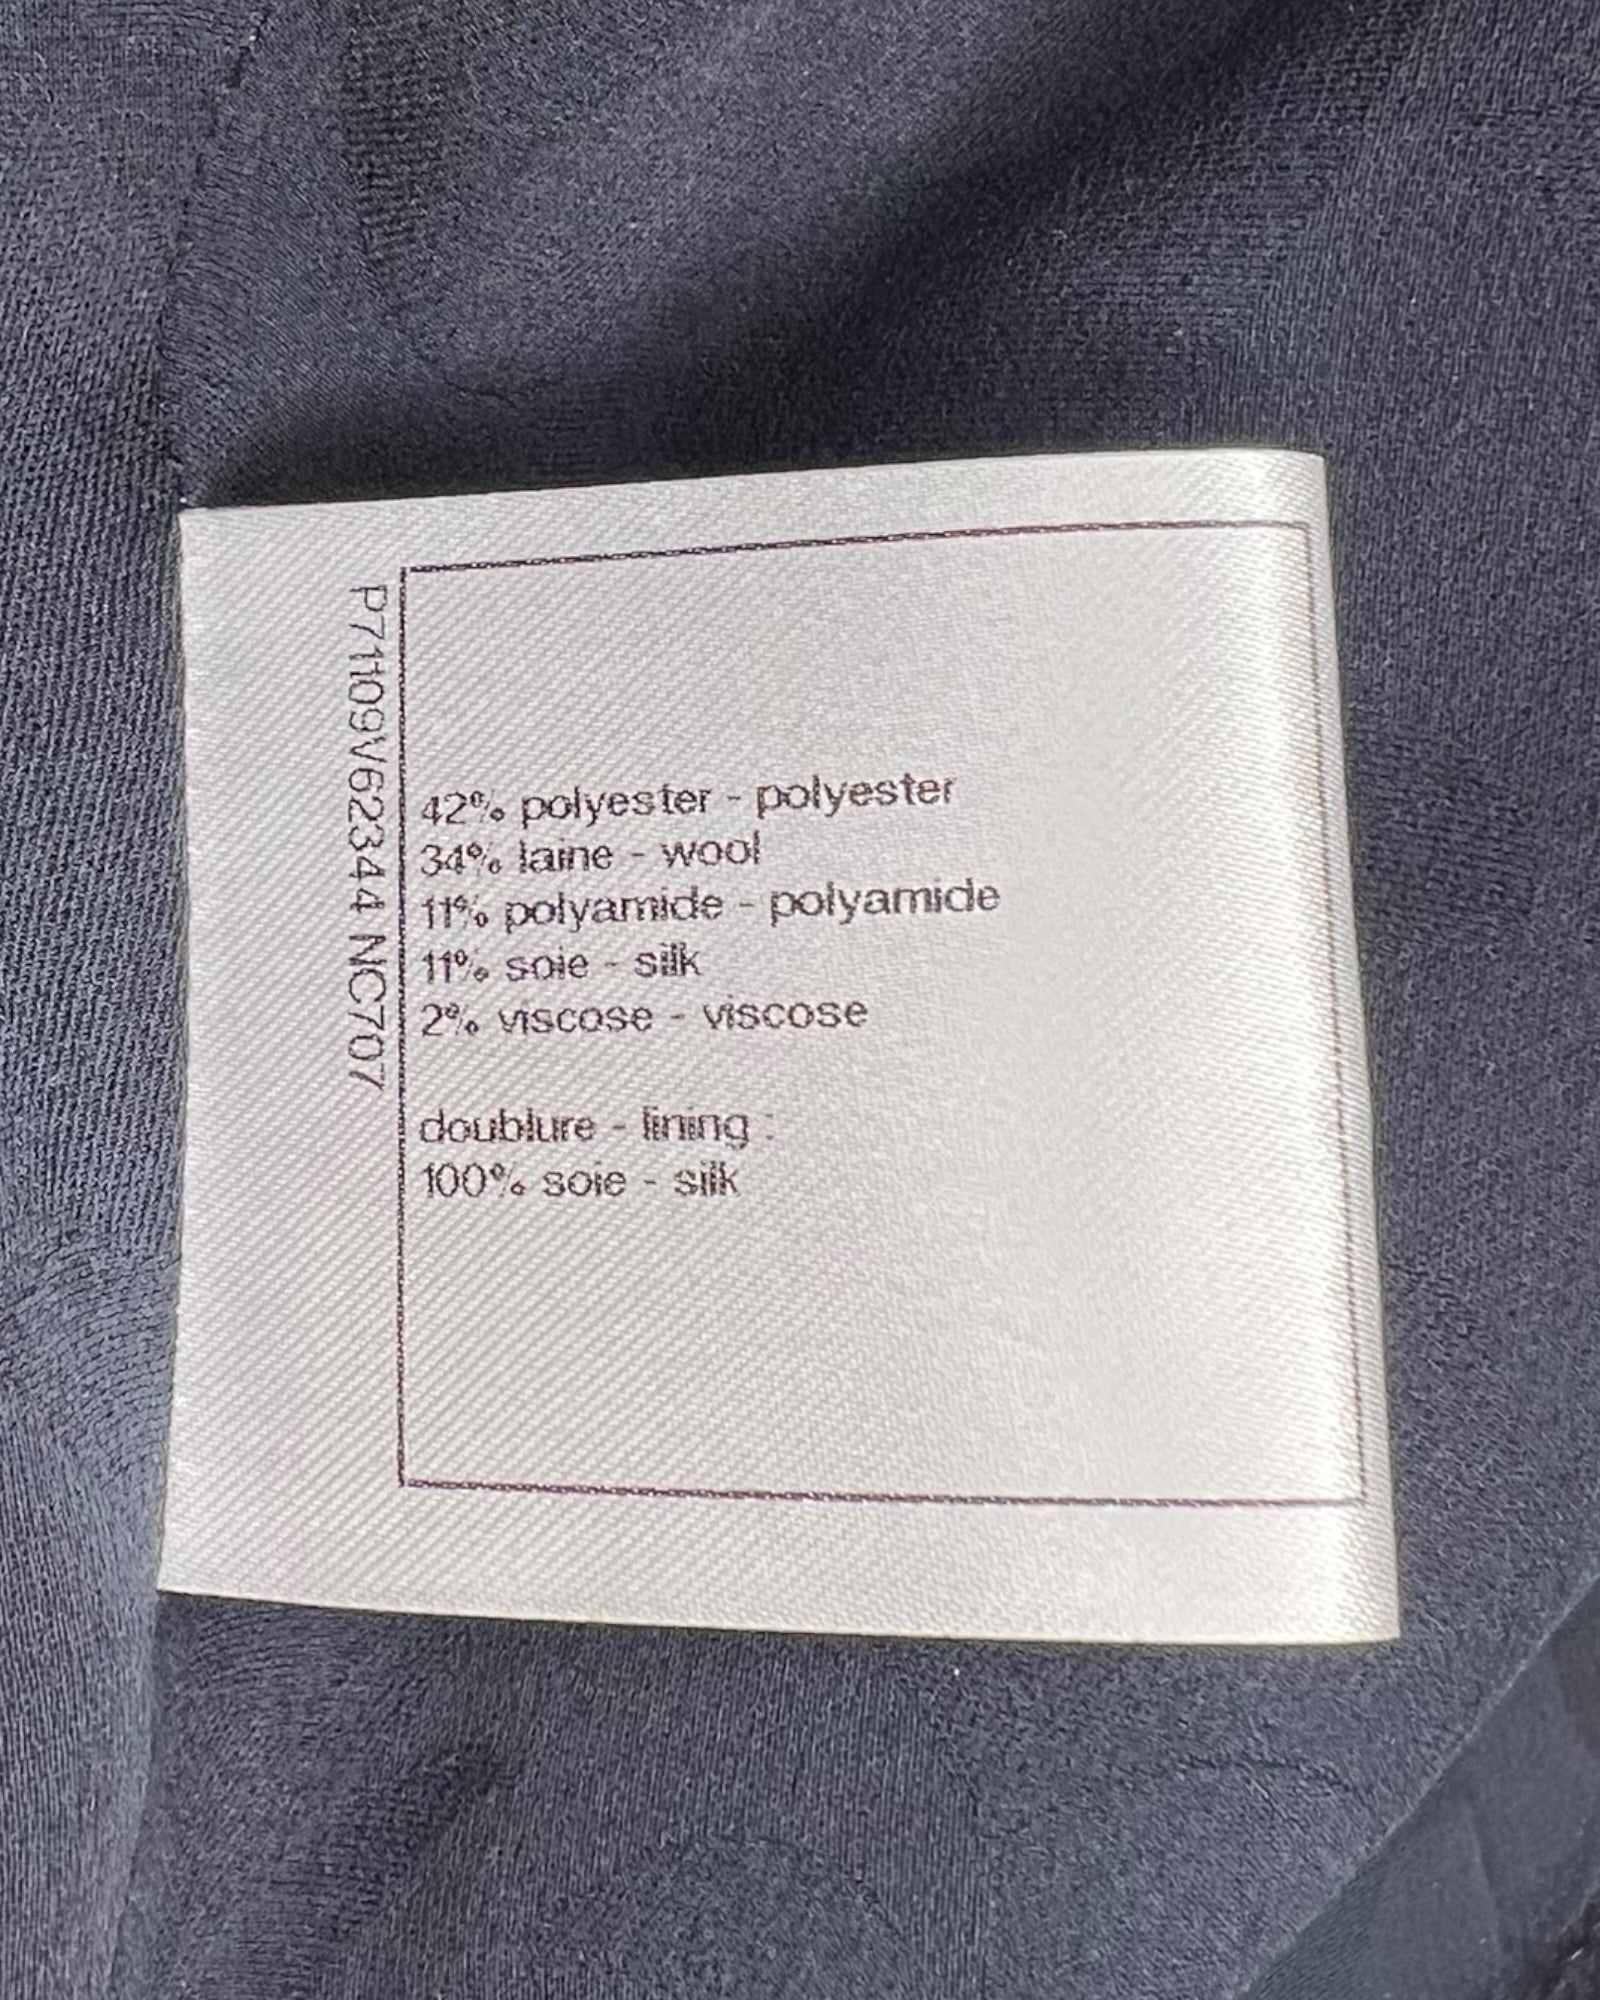 P71109V62344 NC707
42% polyester - polyester
34% laine - wool
11% polyamide - polyamide
11% soie - silk
2% viscose - viscose
doublure - lining :
100% soie - silk